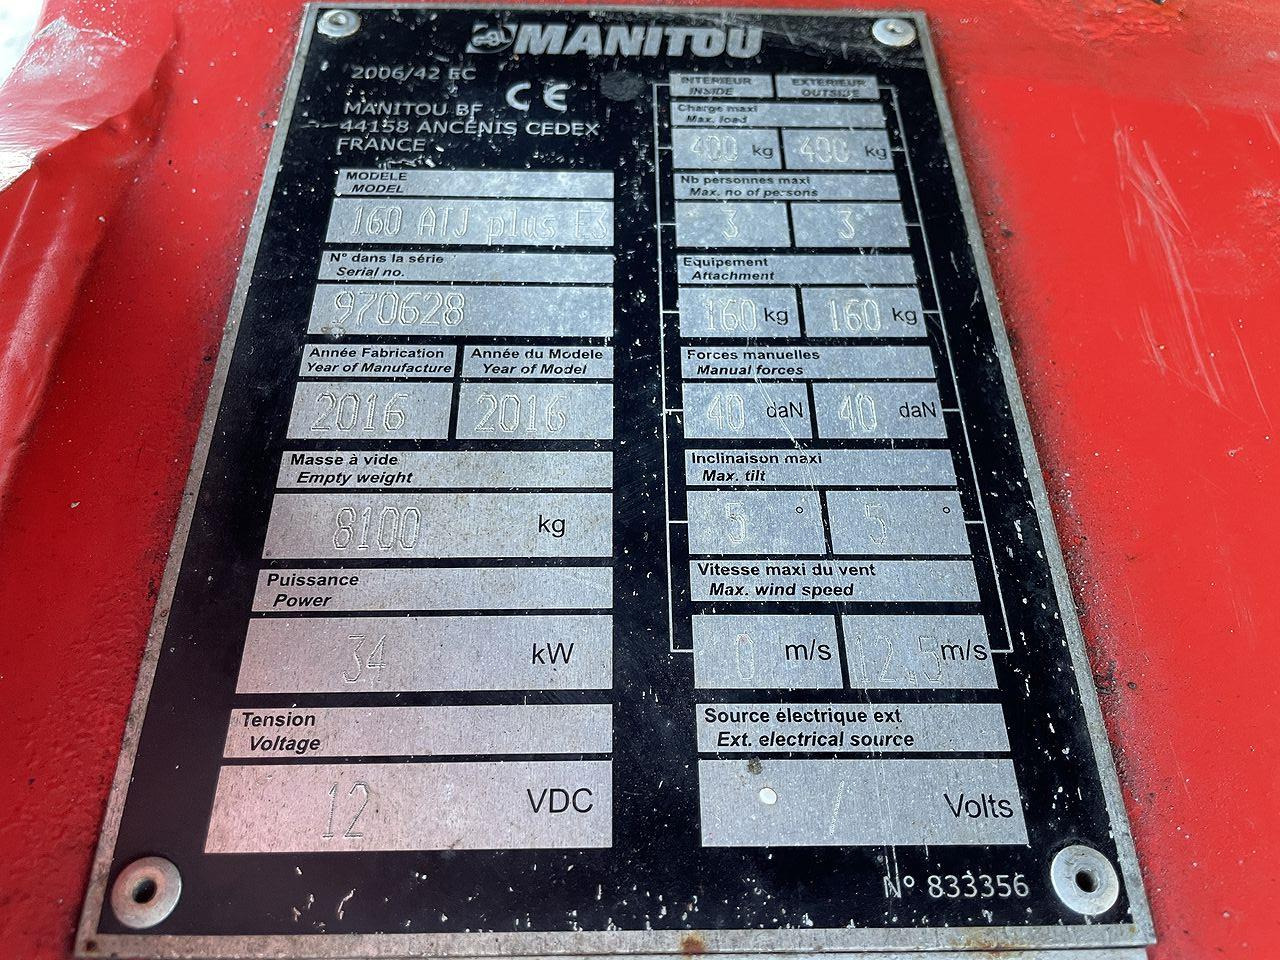 MANITOU
2006/42 EC
CE
MANITOU BF
44158 ANCENIS CEDEX
FRANCE
MODELE
MODEL
160 ATJ plus E3
N° dans la série
Serial no.
970628
Année Fabrication
Year of Manufacture
Année du Modele
Year of Model
2016
2016
Masse à vide
Empty weight
8100 kg
Puissance
Power
34 kW
Tension
Voltage
12 VDC
INTERIEUR
INSIDE
EXTERIEUR
OUTSIDE
Charge maxi
Max. load
400 kg
400 kg
Nb personnes maxi
Max. no of persons
3
3
Equipement
Attachment
160 kg
160 kg
Forces manuelles
Manual forces
40 daN
40 daN
Inclinaison maxi
Max. tilt
5 °
5 °
Vitesse maxi du vent
Max. wind speed
0 m/s
12.5 m/s
Source électrique ext
Ext. electrical source
/ Volts
N° 833356